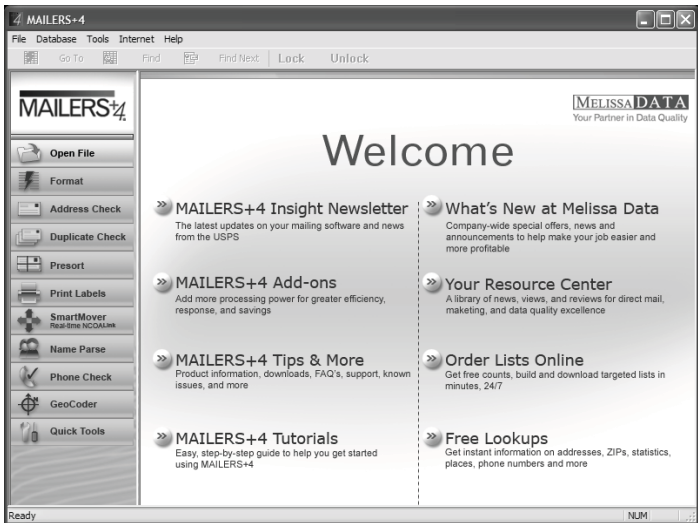 MAILERS+4
File Database Tools Internet Help
Go To Find Find Next Lock Unlock
MAILERS+4
MELISSA DATA
Your Partner in Data Quality
Welcome
Open File
Format
Address Check
Duplicate Check
Presort
Print Labels
SmartMover
Real-time NCOALink
Name Parse
Phone Check
GeoCoder
Quick Tools
MAILERS+4 Insight Newsletter
The latest updates on your mailing software and news
from the USPS
MAILERS+4 Add-ons
Add more processing power for greater efficiency,
response, and savings
MAILERS+4 Tips & More
Product information, downloads, FAQ's, support, known
issues, and more
MAILERS+4 Tutorials
Easy, step-by-step guide to help you get started
using MAILERS+4
What's New at Melissa Data
Company-wide special offers, news and
announcements to help make your job easier and
more profitable
Your Resource Center
A library of news, views, and reviews for direct mail,
maketing, and data quality excellence
Order Lists Online
Get free counts, build and download targeted lists in
minutes, 24/7
Free Lookups
Get instant information on addresses, ZIPs, statistics,
places, phone numbers and more
Ready NUM